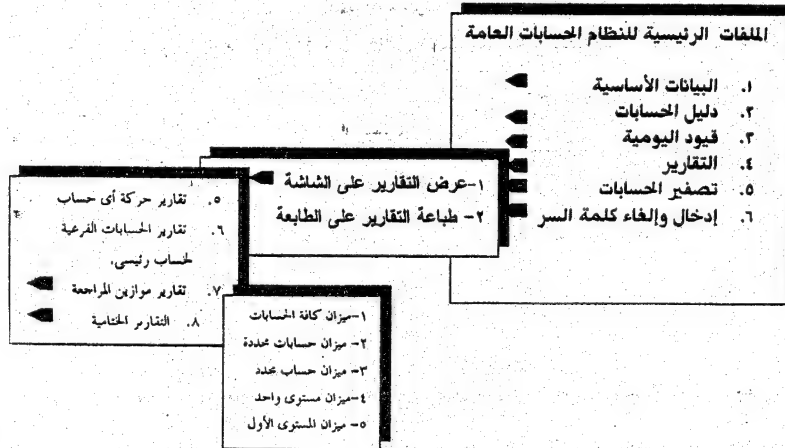 الملفات الرئيسية للنظام الحسابات العامة
١. البيانات الأساسية
٢. دليل الحسابات
٣. قيود اليومية
٤. التقارير
٥. تصفير الحسابات
٦. إدخال وإلغاء كلمة السر
١-عرض التقارير على الشاشة
٢- طباعة التقارير على الطابعة
٥. تقارير حركة أى حساب
٦. تقارير الحسابات الفرعية
لحساب رئيسى.
٧. تقارير موازين المراجعة
٨. التقارير الختامية
١-ميزان كافة الحسابات
٢- ميزان حسابات محددة
٣- ميزان حساب محدد
٤-ميزان مستوى واحد
٥- ميزان المستوى الأول